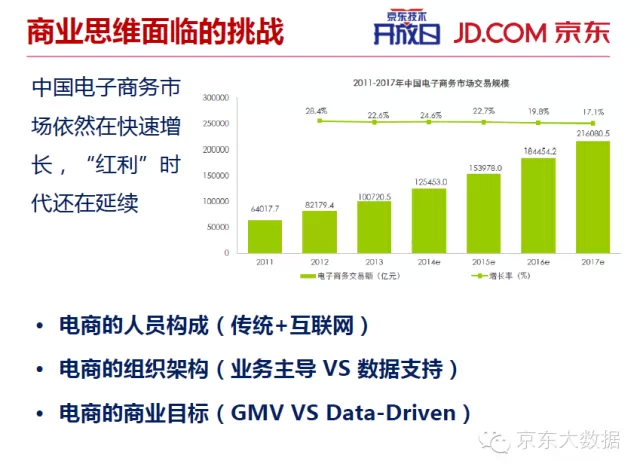 商业思维面临的挑战
京东技术
开放日
JD.COM 京东
中国电子商务市
场依然在快速增
长，“红利”时
代还在延续
2011-2017年中国电子商务市场交易规模
300000
250000
200000
150000
100000
50000
0
28.4%
22.6%
24.6%
22.7%
19.8%
17.1%
64017.7
82179.4
100720.5
125453.0
153978.0
184454.2
216080.5
2011
2012
2013
2014e
2015e
2016e
2017e
电子商务交易额（亿元）
增长率（%）
• 电商的人员构成（传统+互联网）
• 电商的组织架构（业务主导 VS 数据支持）
• 电商的商业目标（GMV VS Data-Driven）
京东大数据